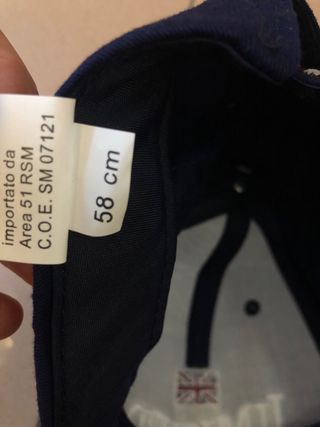 importato da
Area 51 RSM
C.O.E. SM 07121
58 cm